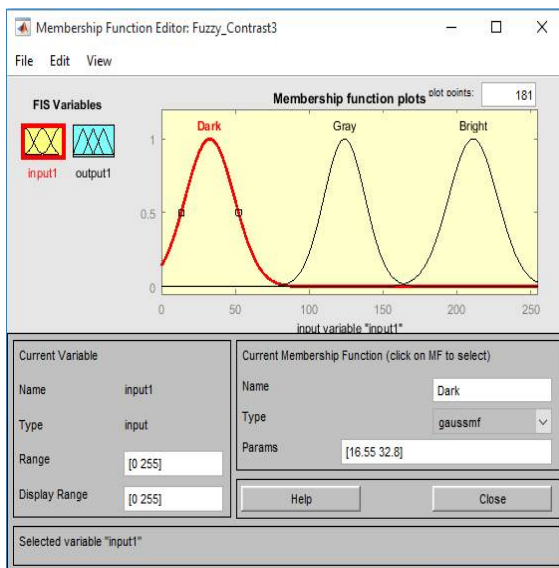 Membership Function Editor: Fuzzy_Contrast3
File Edit View
FIS Variables
input1 output1
Membership function plots plot points: 181
Dark Gray Bright
1
0.5
0
0 50 100 150 200 250
input variable "input1"
Current Variable
Name input1
Type input
Range [0 255]
Display Range [0 255]
Current Membership Function (click on MF to select)
Name Dark
Type gaussmf
Params [16.55 32.8]
Help Close
Selected variable "input1"